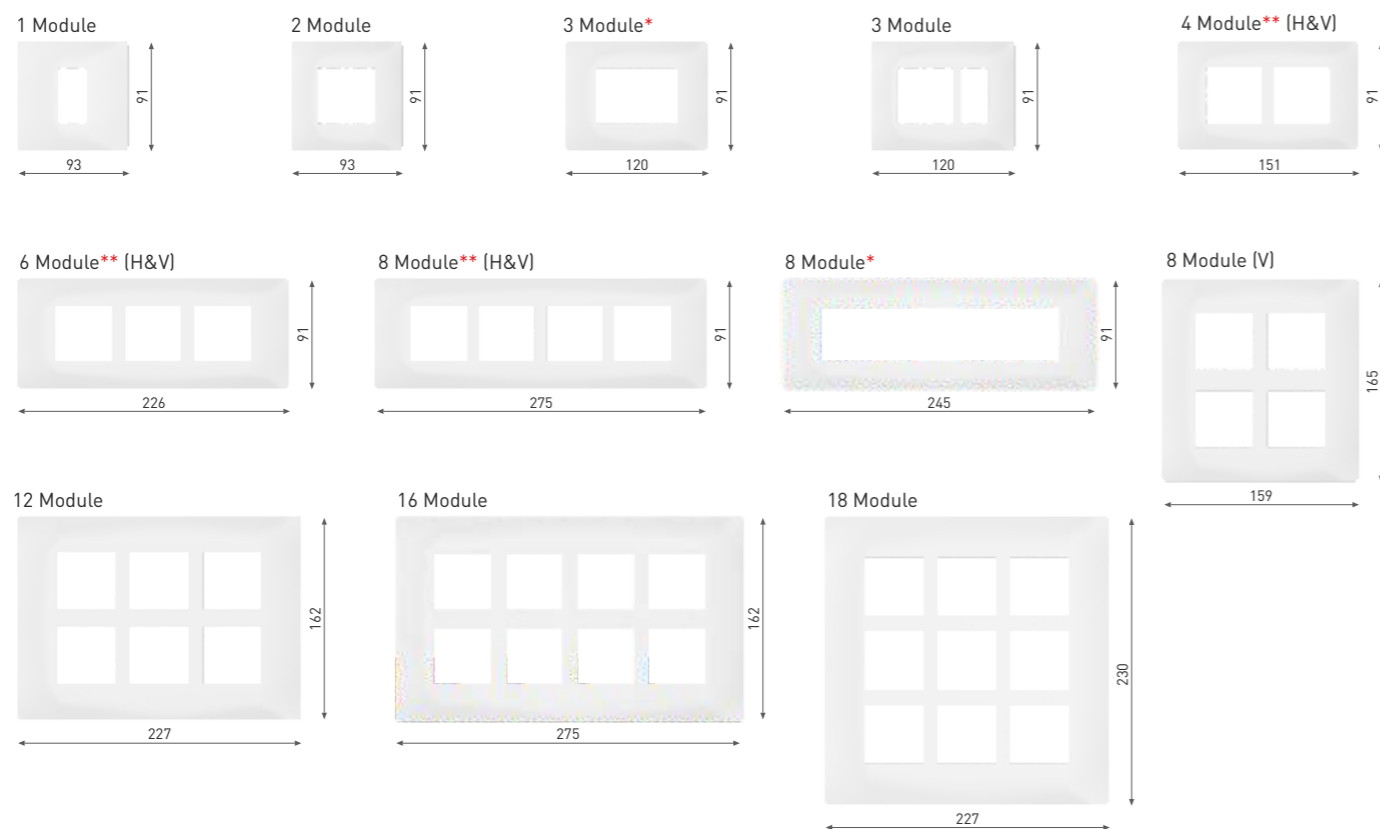 1 Module
91
93
2 Module
91
93
3 Module*
91
120
3 Module
91
120
4 Module** (H&V)
91
151
6 Module** (H&V)
91
226
8 Module** (H&V)
91
275
8 Module*
91
245
8 Module (V)
165
159
12 Module
162
227
16 Module
162
275
18 Module
230
227